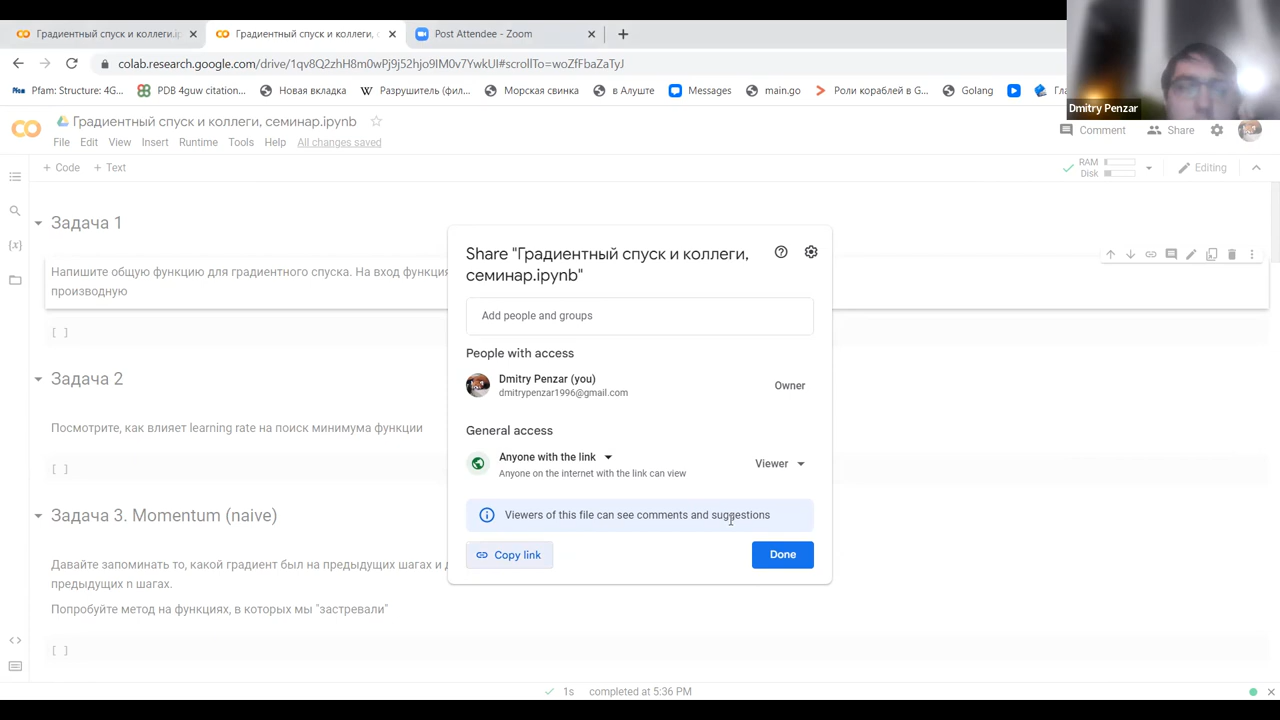 Градиентный спуск и коллеги.i
Градиентный спуск и коллеги,
Post Attendee - Zoom
colab.research.google.com/drive/1qv8Q2zhH8m0wPj9j52hjo9IM0v7YwkUI#scrollTo=woZfFbaZaTyJ
Pfam: Structure: 4G...
PDB 4guw citation...
Новая вкладка
Разрушитель (фил...
Морская свинка
в Алуште
Messages
main.go
Роли кораблей в G...
Golang
Dmitry Penzar
Градиентный спуск и коллеги, семинар.ipynb
Comment
Share
File Edit View Insert Runtime Tools Help All changes saved
+ Code + Text
RAM
Disk
Editing
Задача 1
Напишите общую функцию для градиентного спуска. На вход функция
производную
[ ]
Задача 2
Посмотрите, как влияет learning rate на поиск минимума функции
[ ]
Задача 3. Momentum (naive)
Давайте запоминать то, какой градиент был на предыдущих шагах и д
предыдущих n шагах.
Попробуйте метод на функциях, в которых мы "застревали"
[ ]
Share "Градиентный спуск и коллеги,
семинар.ipynb"
Add people and groups
People with access
Dmitry Penzar (you)
dmitrypenzar1996@gmail.com
Owner
General access
Anyone with the link
Anyone on the internet with the link can view
Viewer
Viewers of this file can see comments and suggestions
Copy link
Done
1s completed at 5:36 PM